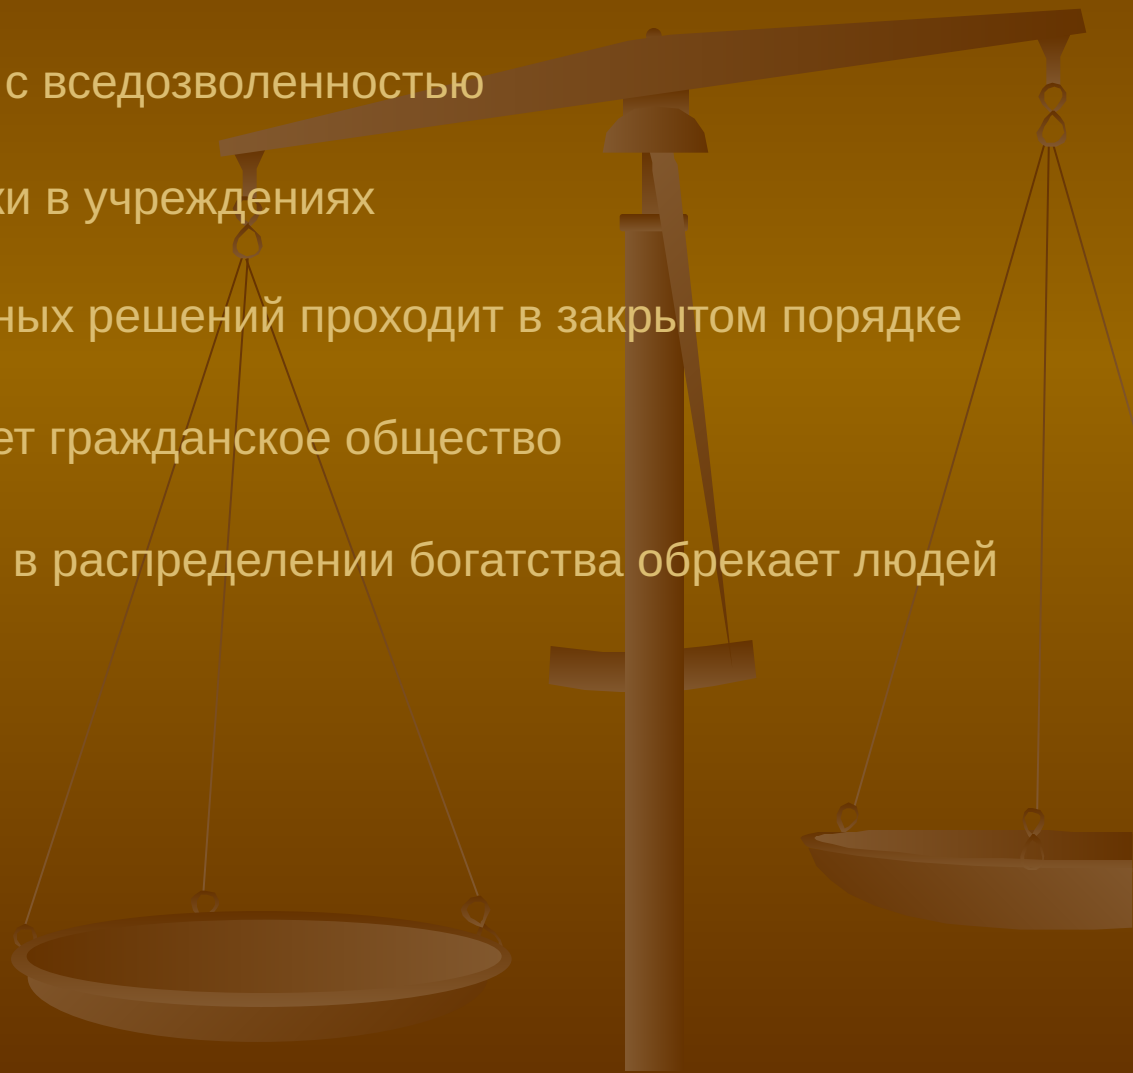 с вседозволенностью
ки в учреждениях
ных решений проходит в закрытом порядке
ет гражданское общество
в распределении богатства обрекает людей